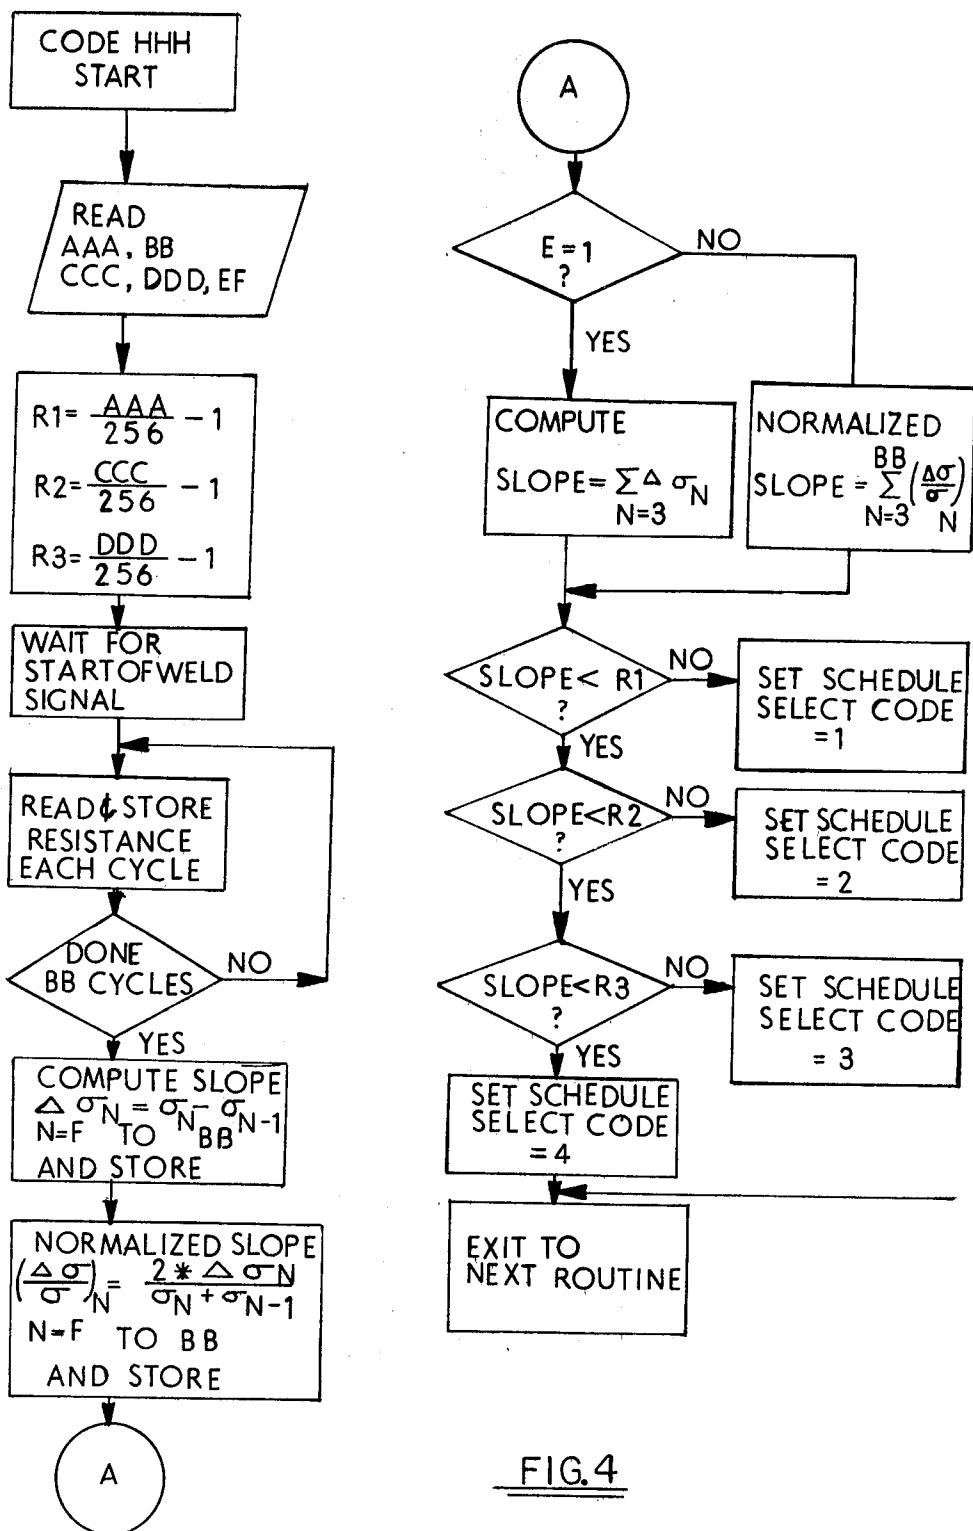 CODE HHH
START
READ
AAA, BB
CCC, DDD, EF
R1= AAA/256 − 1
R2= CCC/256 − 1
R3= DDD/256 − 1
WAIT FOR
START OF WELD
SIGNAL
READ & STORE
RESISTANCE
EACH CYCLE
DONE
BB CYCLES
NO
YES
COMPUTE SLOPE
Δ σN = σN − σN−1
N=F TO BB
AND STORE
NORMALIZED SLOPE
(Δσ/σ)N = 2 * Δ σN / σN + σN−1
N=F TO BB
AND STORE
A
A
E=1
?
NO
YES
COMPUTE
SLOPE= Σ Δ σN
N=3
NORMALIZED
BB
SLOPE = Σ (Δσ/σ)N
N=3
SLOPE< R1
?
NO
YES
SET SCHEDULE
SELECT CODE
=1
SLOPE<R2
?
NO
YES
SET SCHEDULE
SELECT CODE
=2
SLOPE<R3
?
NO
YES
SET SCHEDULE
SELECT CODE
=3
SET SCHEDULE
SELECT CODE
=4
EXIT TO
NEXT ROUTINE
FIG.4